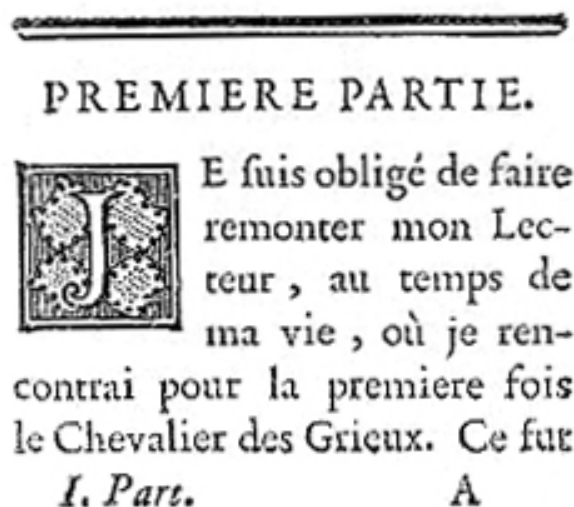 PREMIERE PARTIE.
JE ſuis obligé de faire
remonter mon Lec-
teur, au temps de
ma vie, où je ren-
contrai pour la premiere fois
le Chevalier des Grieux. Ce fut
I. Part. A